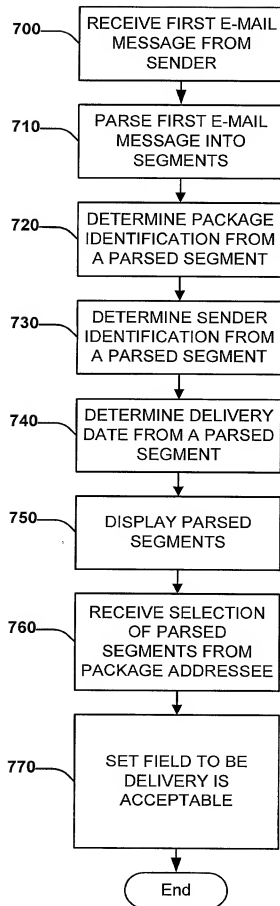 700
RECEIVE FIRST E-MAIL
MESSAGE FROM
SENDER
710
PARSE FIRST E-MAIL
MESSAGE INTO
SEGMENTS
720
DETERMINE PACKAGE
IDENTIFICATION FROM
A PARSED SEGMENT
730
DETERMINE SENDER
IDENTIFICATION FROM
A PARSED SEGMENT
740
DETERMINE DELIVERY
DATE FROM A PARSED
SEGMENT
750
DISPLAY PARSED
SEGMENTS
760
RECEIVE SELECTION
OF PARSED
SEGMENTS FROM
PACKAGE ADDRESSEE
770
SET FIELD TO BE
DELIVERY IS
ACCEPTABLE
End